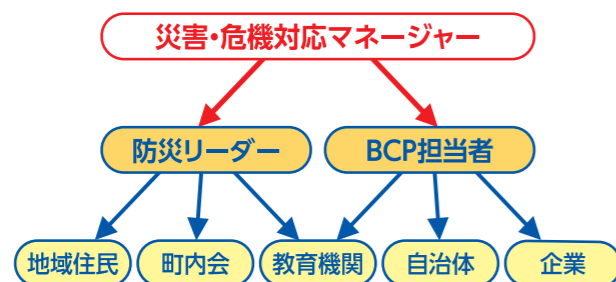 災害・危機対応マネージャー
防災リーダー
BCP担当者
地域住民
町内会
教育機関
自治体
企業